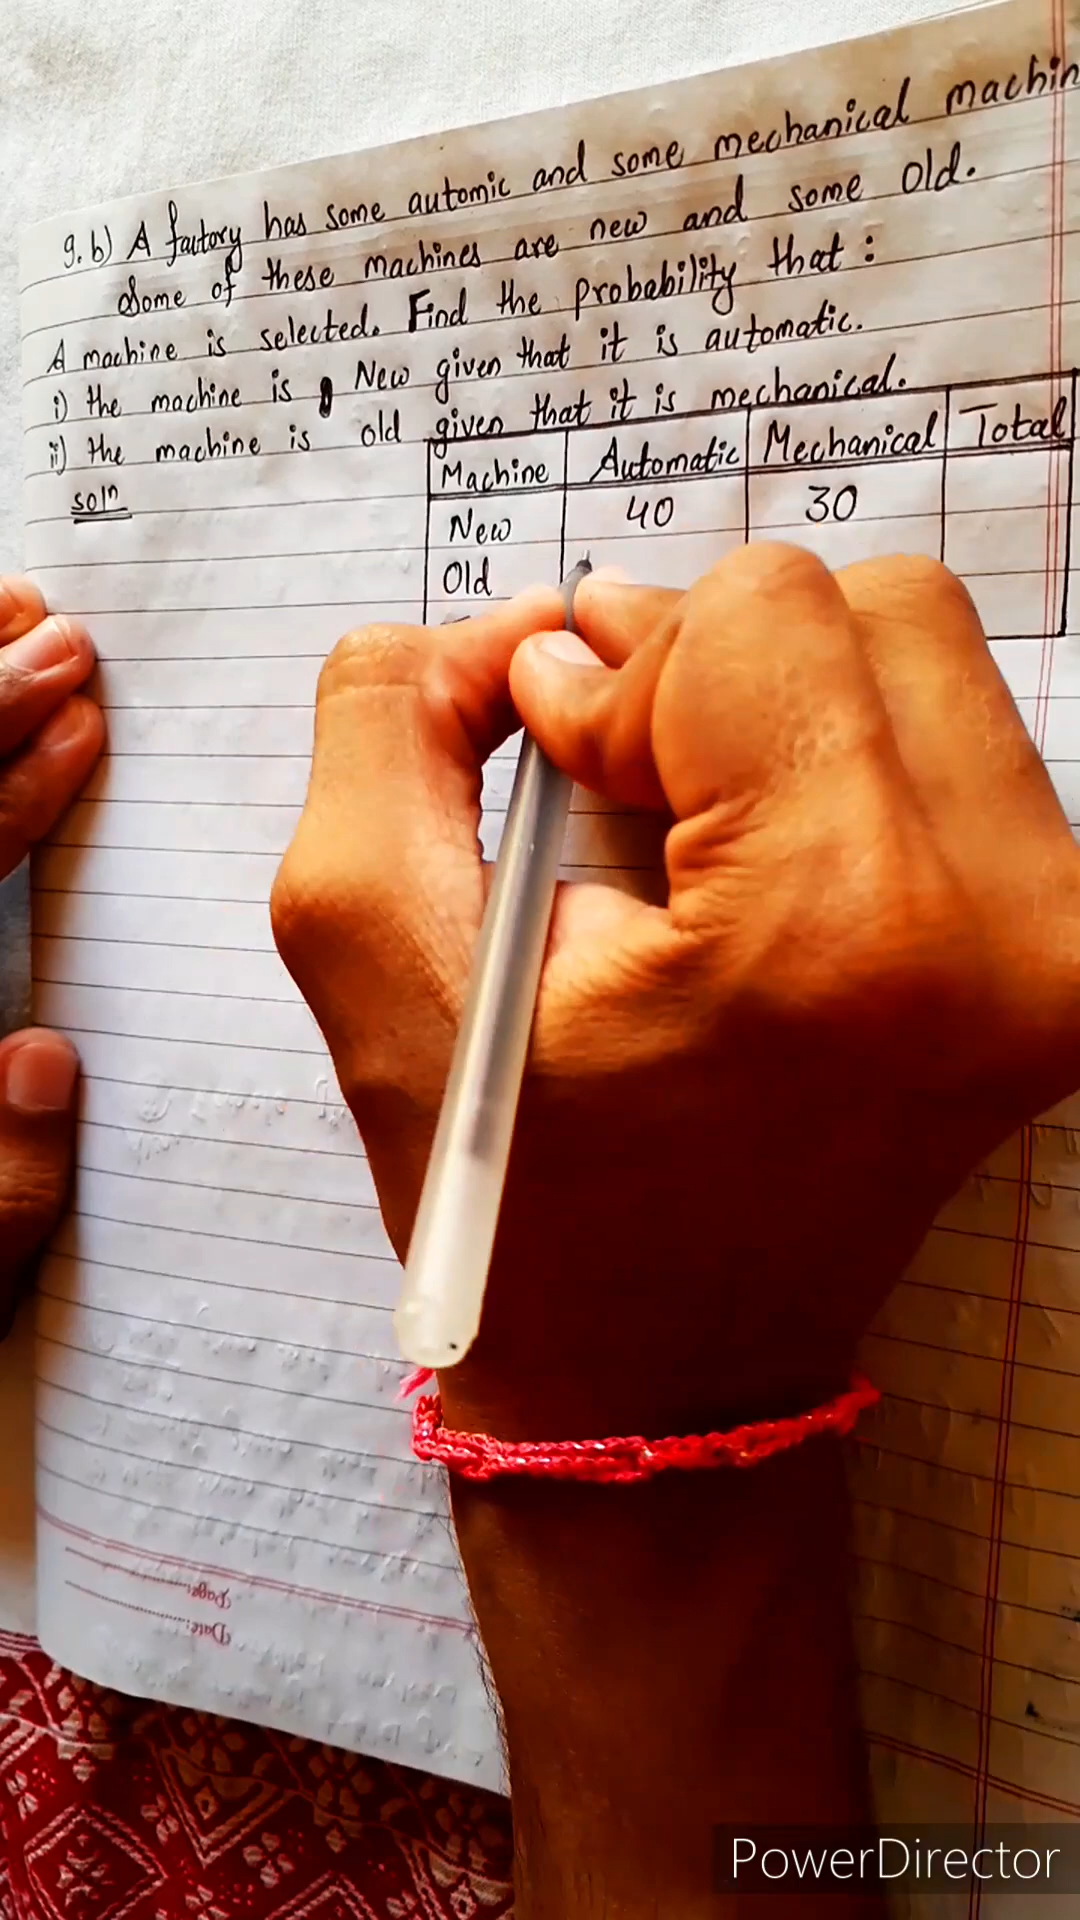 9.b) A factory has some automic and some mechanical machin
Some of these machines are new and some old.
A machine is selected. Find the probability that :
i) the machine is New given that it is automatic.
ii) the machine is old given that it is mechanical.
soln
Machine Automatic Mechanical Total
New 40 30
Old
Page:
Date:
PowerDirector